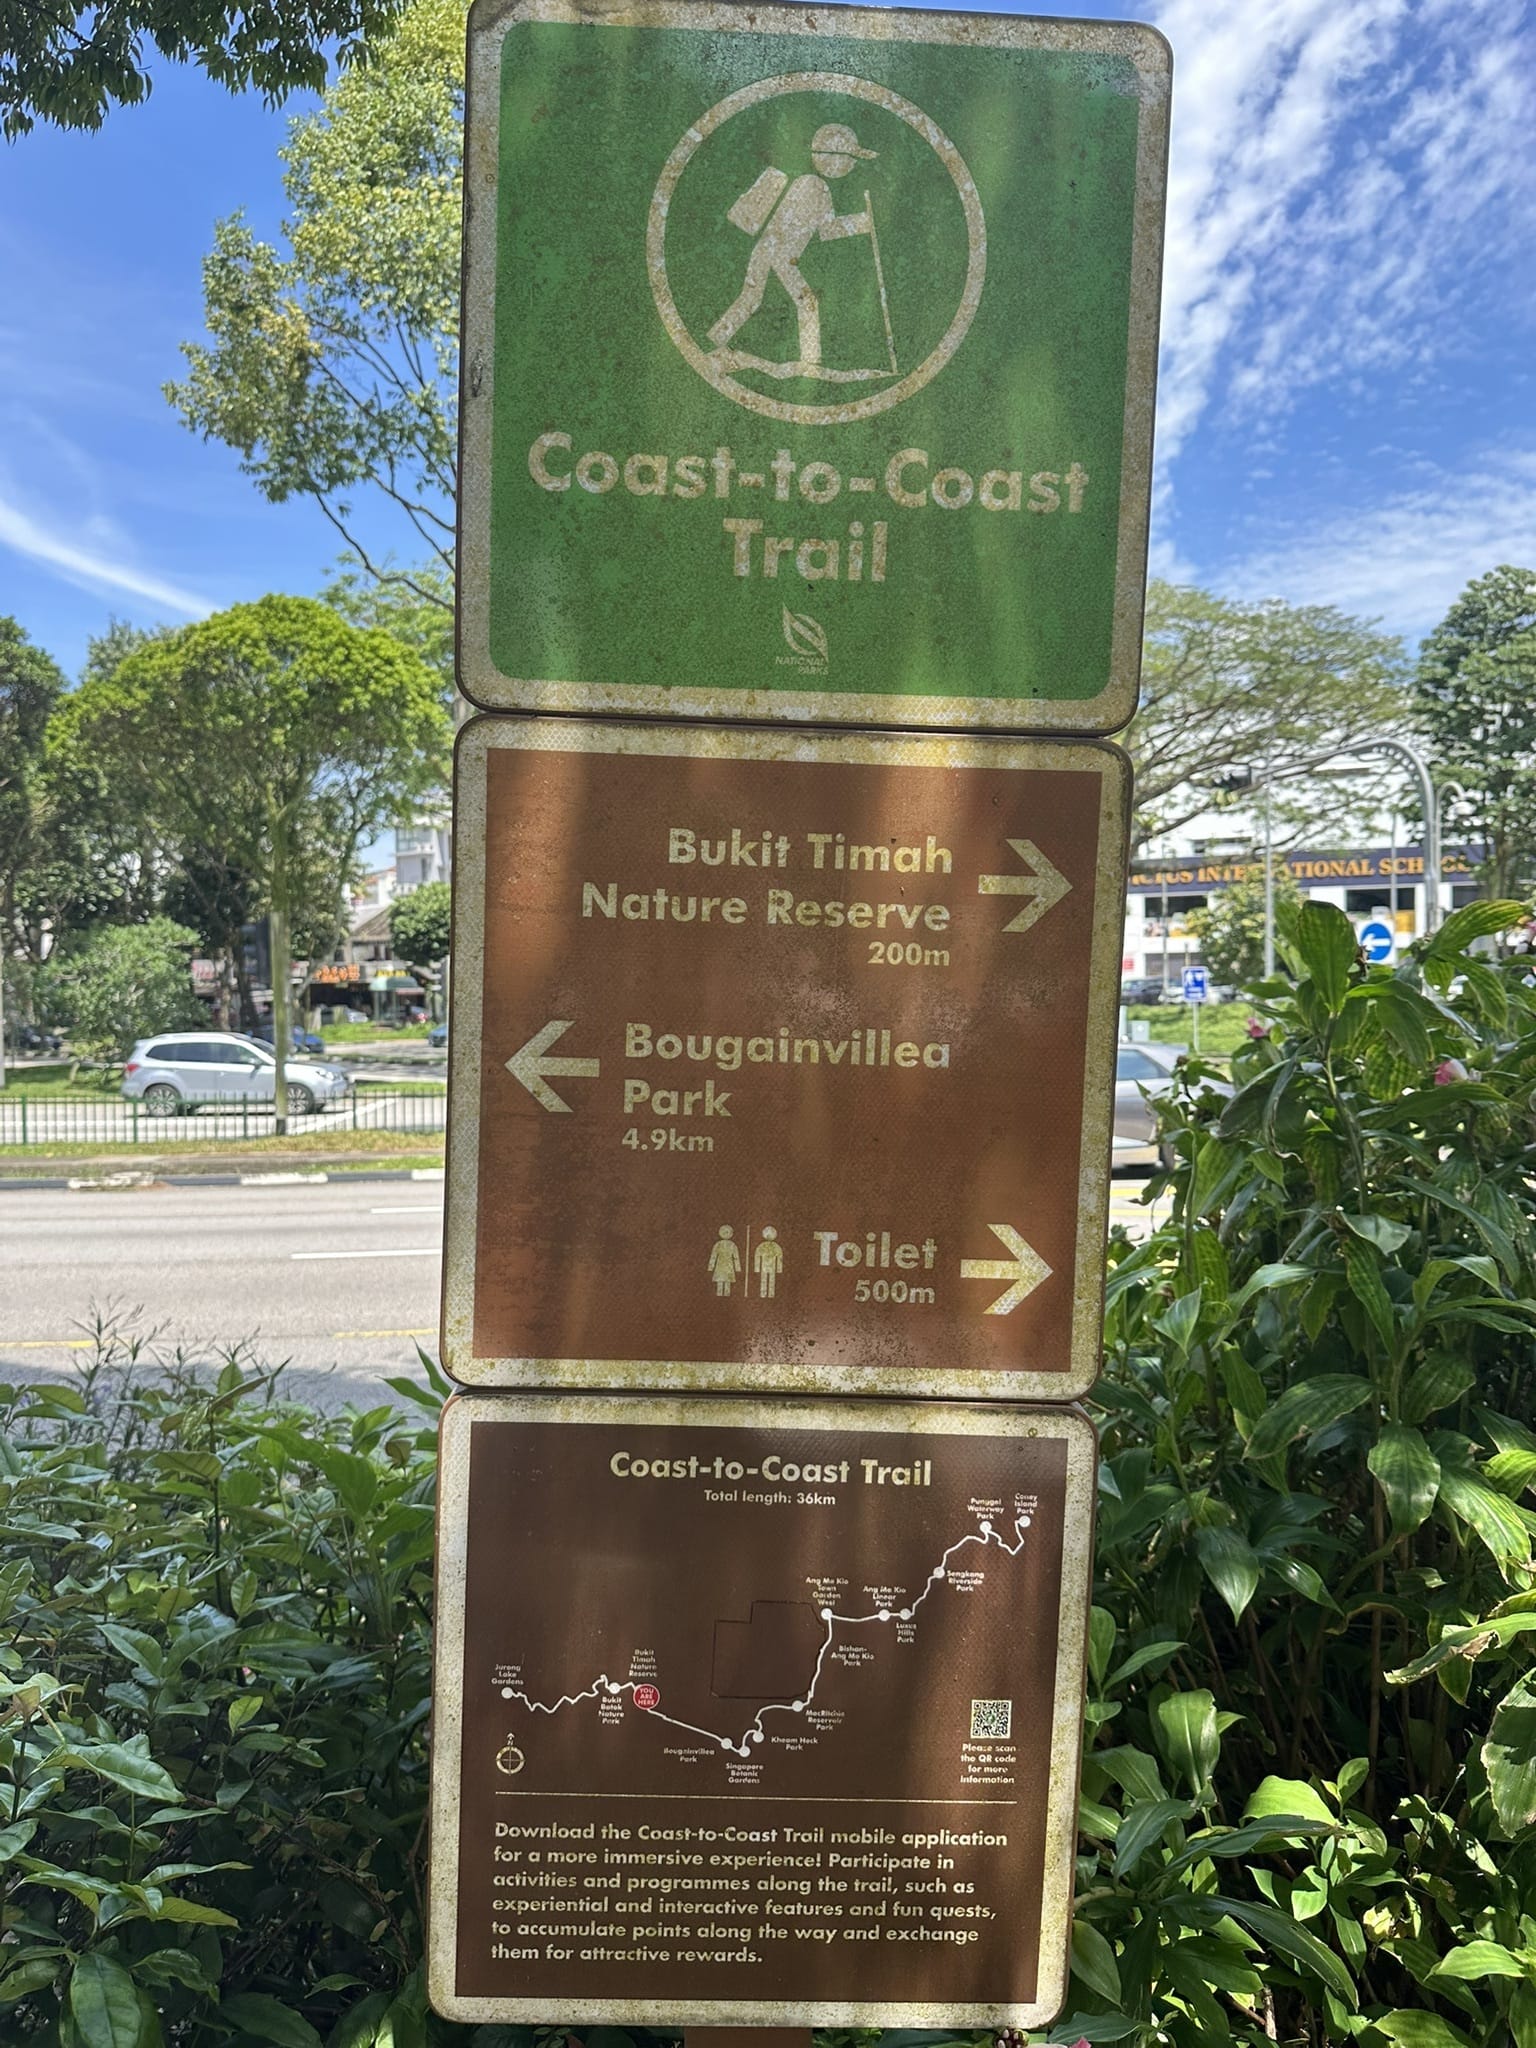 Coast-to-Coast
Trail
NATIONAL
PARKS
Bukit Timah
Nature Reserve
200m
Bougainvillea
Park
4.9km
Toilet
500m
Coast-to-Coast Trail
Total length: 36km
Coney
Island
Park
Punggol
Waterway
Park
Sengkang
Riverside
Park
Ang Mo Kio
Town
Garden
West
Ang Mo Kio
Linear
Park
Luxus
Hills
Park
Bishan-
Ang Mo Kio
Park
Bukit
Timah
Nature
Reserve
Jurong
Lake
Gardens
YOU
ARE
HERE
Bukit
Batok
Nature
Park
MacRitchie
Reservoir
Park
Kheam Hock
Park
Bougainvillea
Park
Singapore
Botanic
Gardens
N
Please scan
the QR code
for more
information
Download the Coast-to-Coast Trail mobile application
for a more immersive experience! Participate in
activities and programmes along the trail, such as
experiential and interactive features and fun quests,
to accumulate points along the way and exchange
them for attractive rewards.